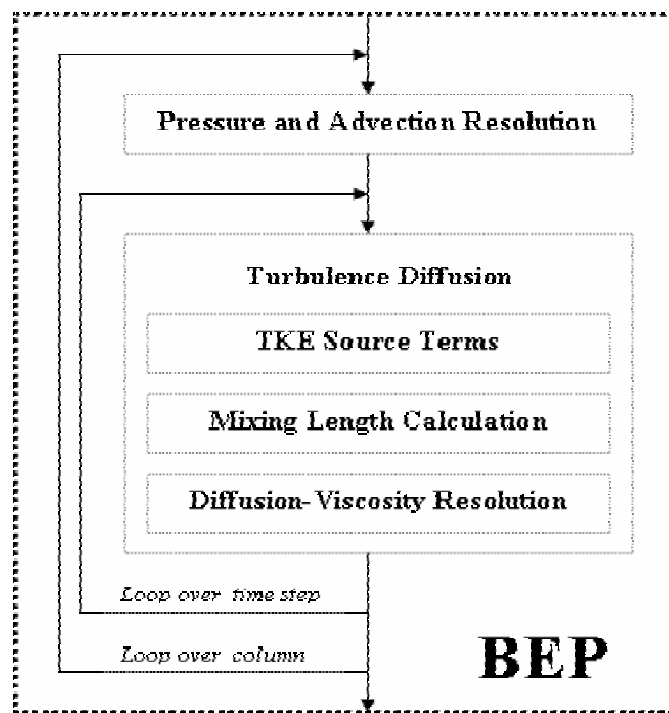 Pressure and Advection Resolution
Turbulence Diffusion
TKE Source Terms
Mixing Length Calculation
Diffusion-Viscosity Resolution
Loop over time step
Loop over column
BEP